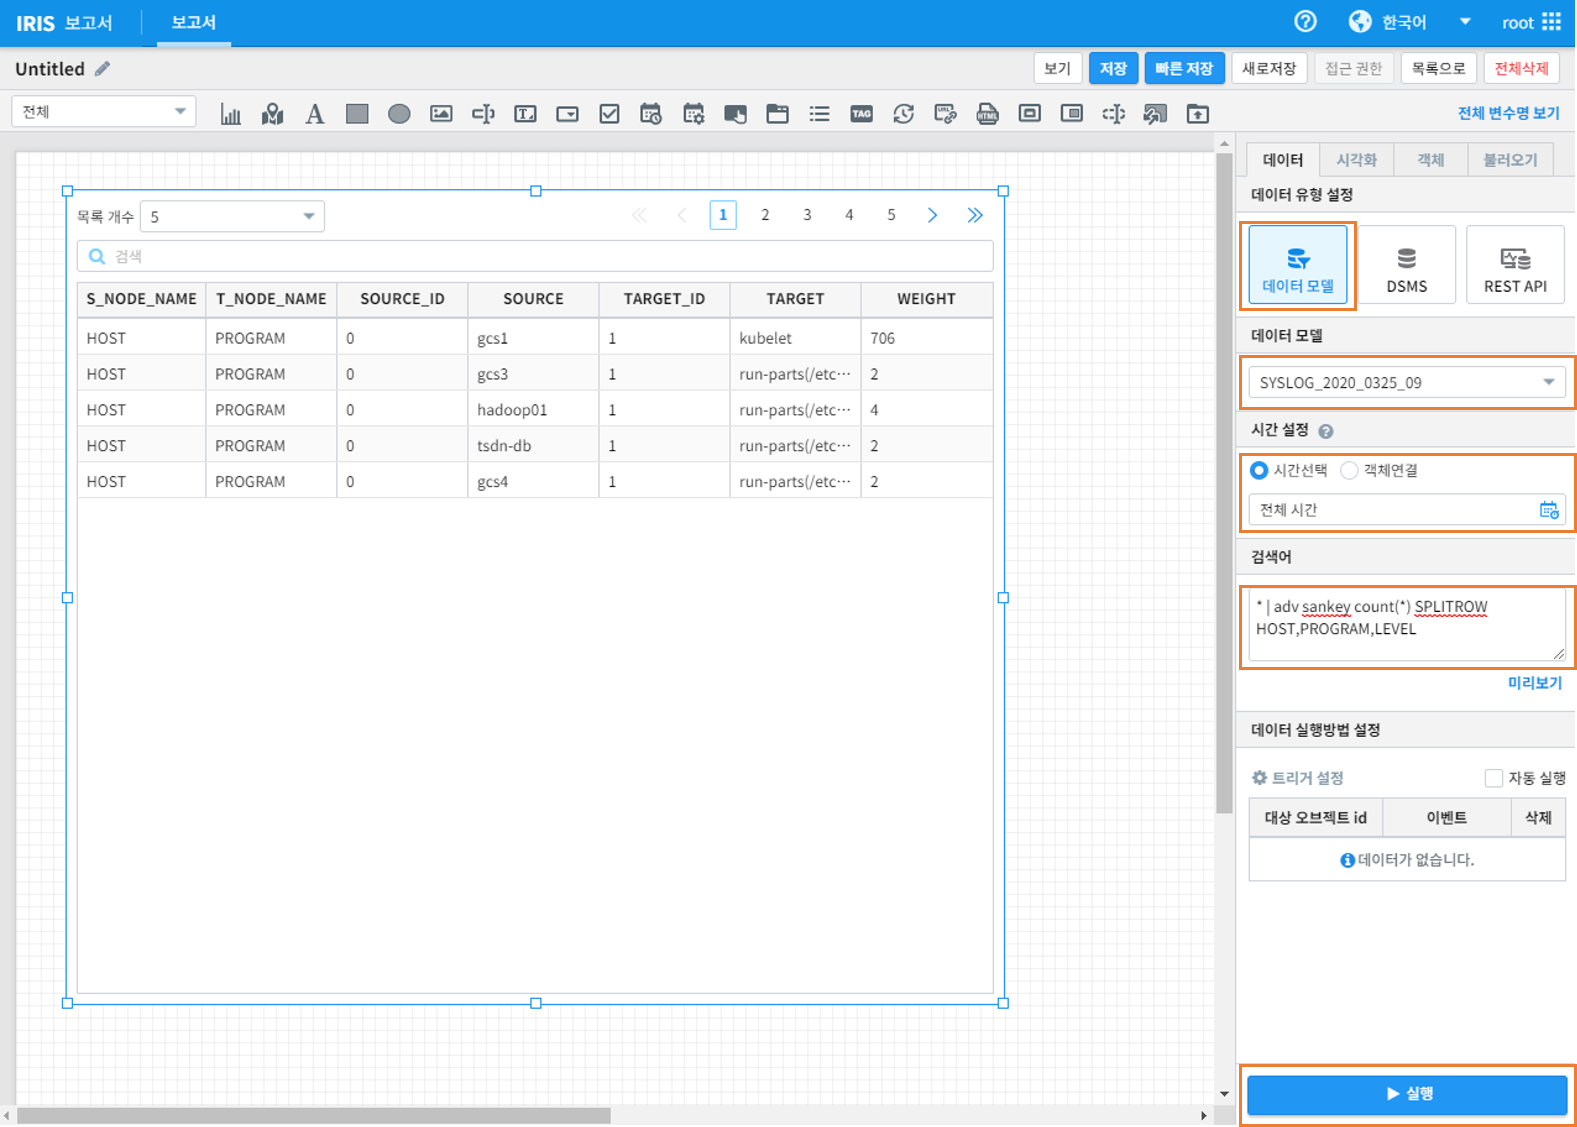 IRIS 보고서 보고서 한국어 root
Untitled 보기 저장 빠른 저장 새로저장 접근 권한 목록으로 전체삭제
전체 A T TAG URL HTML 전체 변수명 보기
목록 개수 5 1 2 3 4 5
검색
S_NODE_NAME T_NODE_NAME SOURCE_ID SOURCE TARGET_ID TARGET WEIGHT
HOST PROGRAM 0 gcs1 1 kubelet 706
HOST PROGRAM 0 gcs3 1 run-parts(/etc··· 2
HOST PROGRAM 0 hadoop01 1 run-parts(/etc··· 4
HOST PROGRAM 0 tsdn-db 1 run-parts(/etc··· 2
HOST PROGRAM 0 gcs4 1 run-parts(/etc··· 2
데이터 시각화 객체 불러오기
데이터 유형 설정
데이터 모델 DSMS REST API
데이터 모델
SYSLOG_2020_0325_09
시간 설정 ?
시간선택 객체연결
전체 시간
검색어
* | adv sankey count(*) SPLITROW
HOST,PROGRAM,LEVEL
미리보기
데이터 실행방법 설정
트리거 설정 자동 실행
대상 오브젝트 id 이벤트 삭제
데이터가 없습니다.
실행